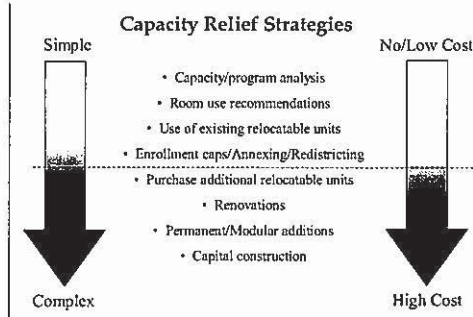 Capacity Relief Strategies
Simple
No/Low Cost
• Capacity/program analysis
• Room use recommendations
• Use of existing relocatable units
• Enrollment caps/Annexing/Redistricting
• Purchase additional relocatable units
• Renovations
• Permanent/Modular additions
• Capital construction
Complex
High Cost